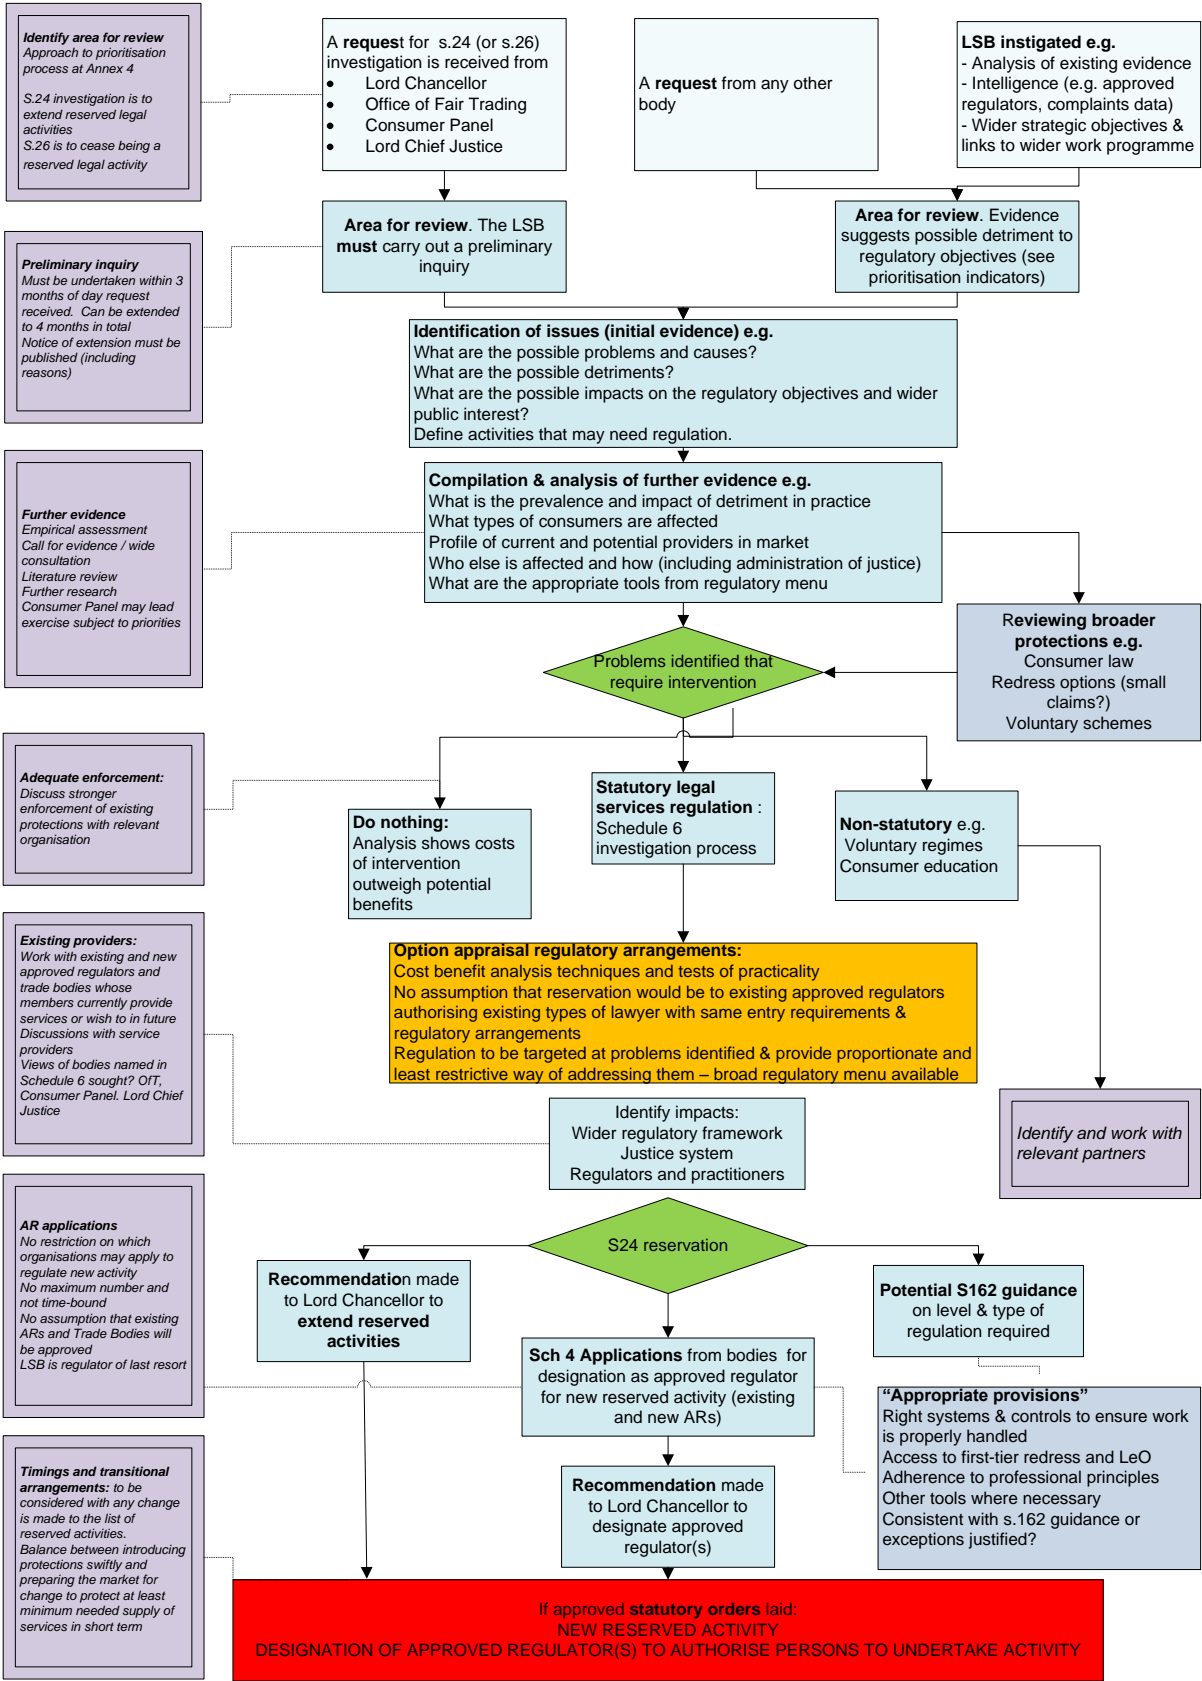 Identify area for review
Approach to prioritisation
process at Annex 4
S.24 investigation is to
extend reserved legal
activities
S.26 is to cease being a
reserved legal activity
A request for s.24 (or s.26)
investigation is received from
• Lord Chancellor
• Office of Fair Trading
• Consumer Panel
• Lord Chief Justice
A request from any other
body
LSB instigated e.g.
- Analysis of existing evidence
- Intelligence (e.g. approved
regulators, complaints data)
- Wider strategic objectives &
links to wider work programme
Area for review. The LSB
must carry out a preliminary
inquiry
Area for review. Evidence
suggests possible detriment to
regulatory objectives (see
prioritisation indicators)
Preliminary inquiry
Must be undertaken within 3
months of day request
received. Can be extended
to 4 months in total
Notice of extension must be
published (including
reasons)
Identification of issues (initial evidence) e.g.
What are the possible problems and causes?
What are the possible detriments?
What are the possible impacts on the regulatory objectives and wider
public interest?
Define activities that may need regulation.
Further evidence
Empirical assessment
Call for evidence / wide
consultation
Literature review
Further research
Consumer Panel may lead
exercise subject to priorities
Compilation & analysis of further evidence e.g.
What is the prevalence and impact of detriment in practice
What types of consumers are affected
Profile of current and potential providers in market
Who else is affected and how (including administration of justice)
What are the appropriate tools from regulatory menu
Reviewing broader
protections e.g.
Consumer law
Redress options (small
claims?)
Voluntary schemes
Problems identified that
require intervention
Adequate enforcement:
Discuss stronger
enforcement of existing
protections with relevant
organisation
Do nothing:
Analysis shows costs
of intervention
outweigh potential
benefits
Statutory legal
services regulation :
Schedule 6
investigation process
Non-statutory e.g.
Voluntary regimes
Consumer education
Existing providers:
Work with existing and new
approved regulators and
trade bodies whose
members currently provide
services or wish to in future
Discussions with service
providers
Views of bodies named in
Schedule 6 sought? OfT,
Consumer Panel. Lord Chief
Justice
Option appraisal regulatory arrangements:
Cost benefit analysis techniques and tests of practicality
No assumption that reservation would be to existing approved regulators
authorising existing types of lawyer with same entry requirements &
regulatory arrangements
Regulation to be targeted at problems identified & provide proportionate and
least restrictive way of addressing them – broad regulatory menu available
Identify impacts:
Wider regulatory framework
Justice system
Regulators and practitioners
Identify and work with
relevant partners
AR applications
No restriction on which
organisations may apply to
regulate new activity
No maximum number and
not time-bound
No assumption that existing
ARs and Trade Bodies will
be approved
LSB is regulator of last resort
S24 reservation
Recommendation made
to Lord Chancellor to
extend reserved
activities
Potential S162 guidance
on level & type of
regulation required
Sch 4 Applications from bodies for
designation as approved regulator
for new reserved activity (existing
and new ARs)
"Appropriate provisions"
Right systems & controls to ensure work
is properly handled
Access to first-tier redress and LeO
Adherence to professional principles
Other tools where necessary
Consistent with s.162 guidance or
exceptions justified?
Timings and transitional
arrangements: to be
considered with any change
is made to the list of
reserved activities.
Balance between introducing
protections swiftly and
preparing the market for
change to protect at least
minimum needed supply of
services in short term
Recommendation made
to Lord Chancellor to
designate approved
regulator(s)
If approved statutory orders laid:
NEW RESERVED ACTIVITY
DESIGNATION OF APPROVED REGULATOR(S) TO AUTHORISE PERSONS TO UNDERTAKE ACTIVITY